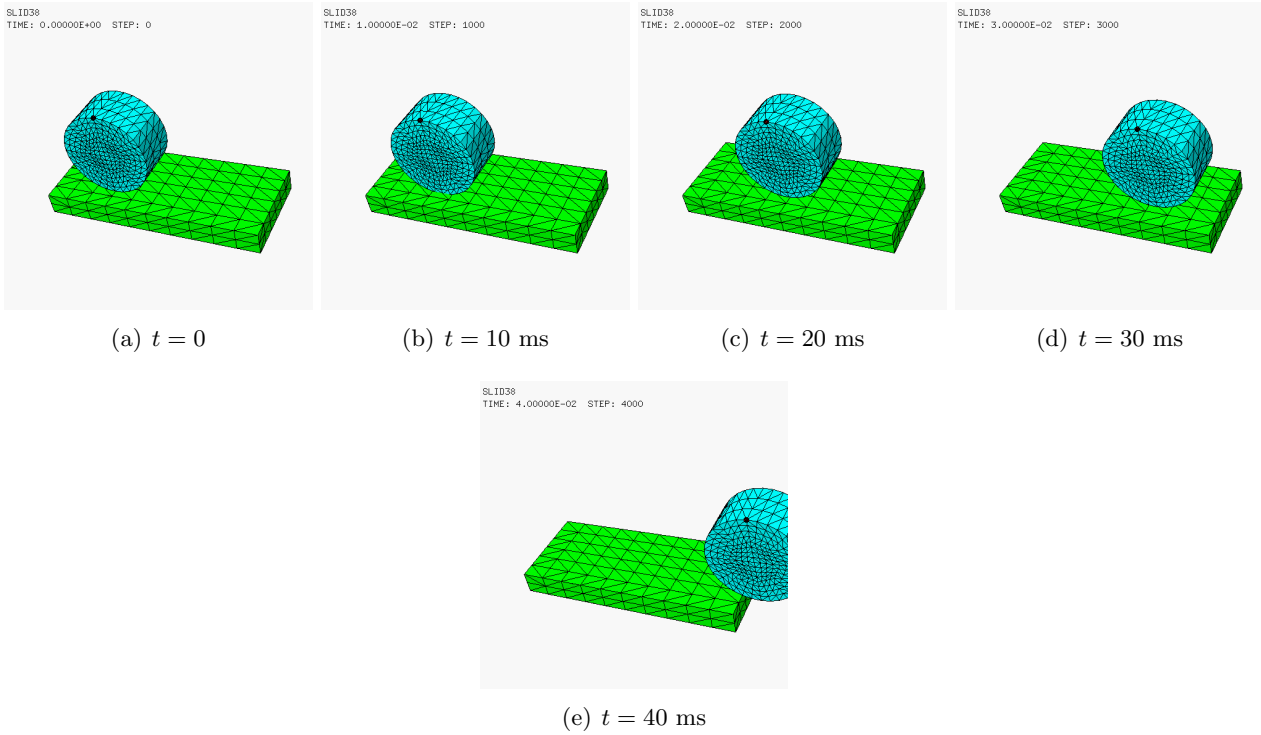 SLID38
TIME: 0.00000E+00 STEP: 0
SLID38
TIME: 1.00000E-02 STEP: 1000
SLID38
TIME: 2.00000E-02 STEP: 2000
SLID38
TIME: 3.00000E-02 STEP: 3000
(a) t = 0
(b) t = 10 ms
(c) t = 20 ms
(d) t = 30 ms
SLID38
TIME: 4.00000E-02 STEP: 4000
(e) t = 40 ms